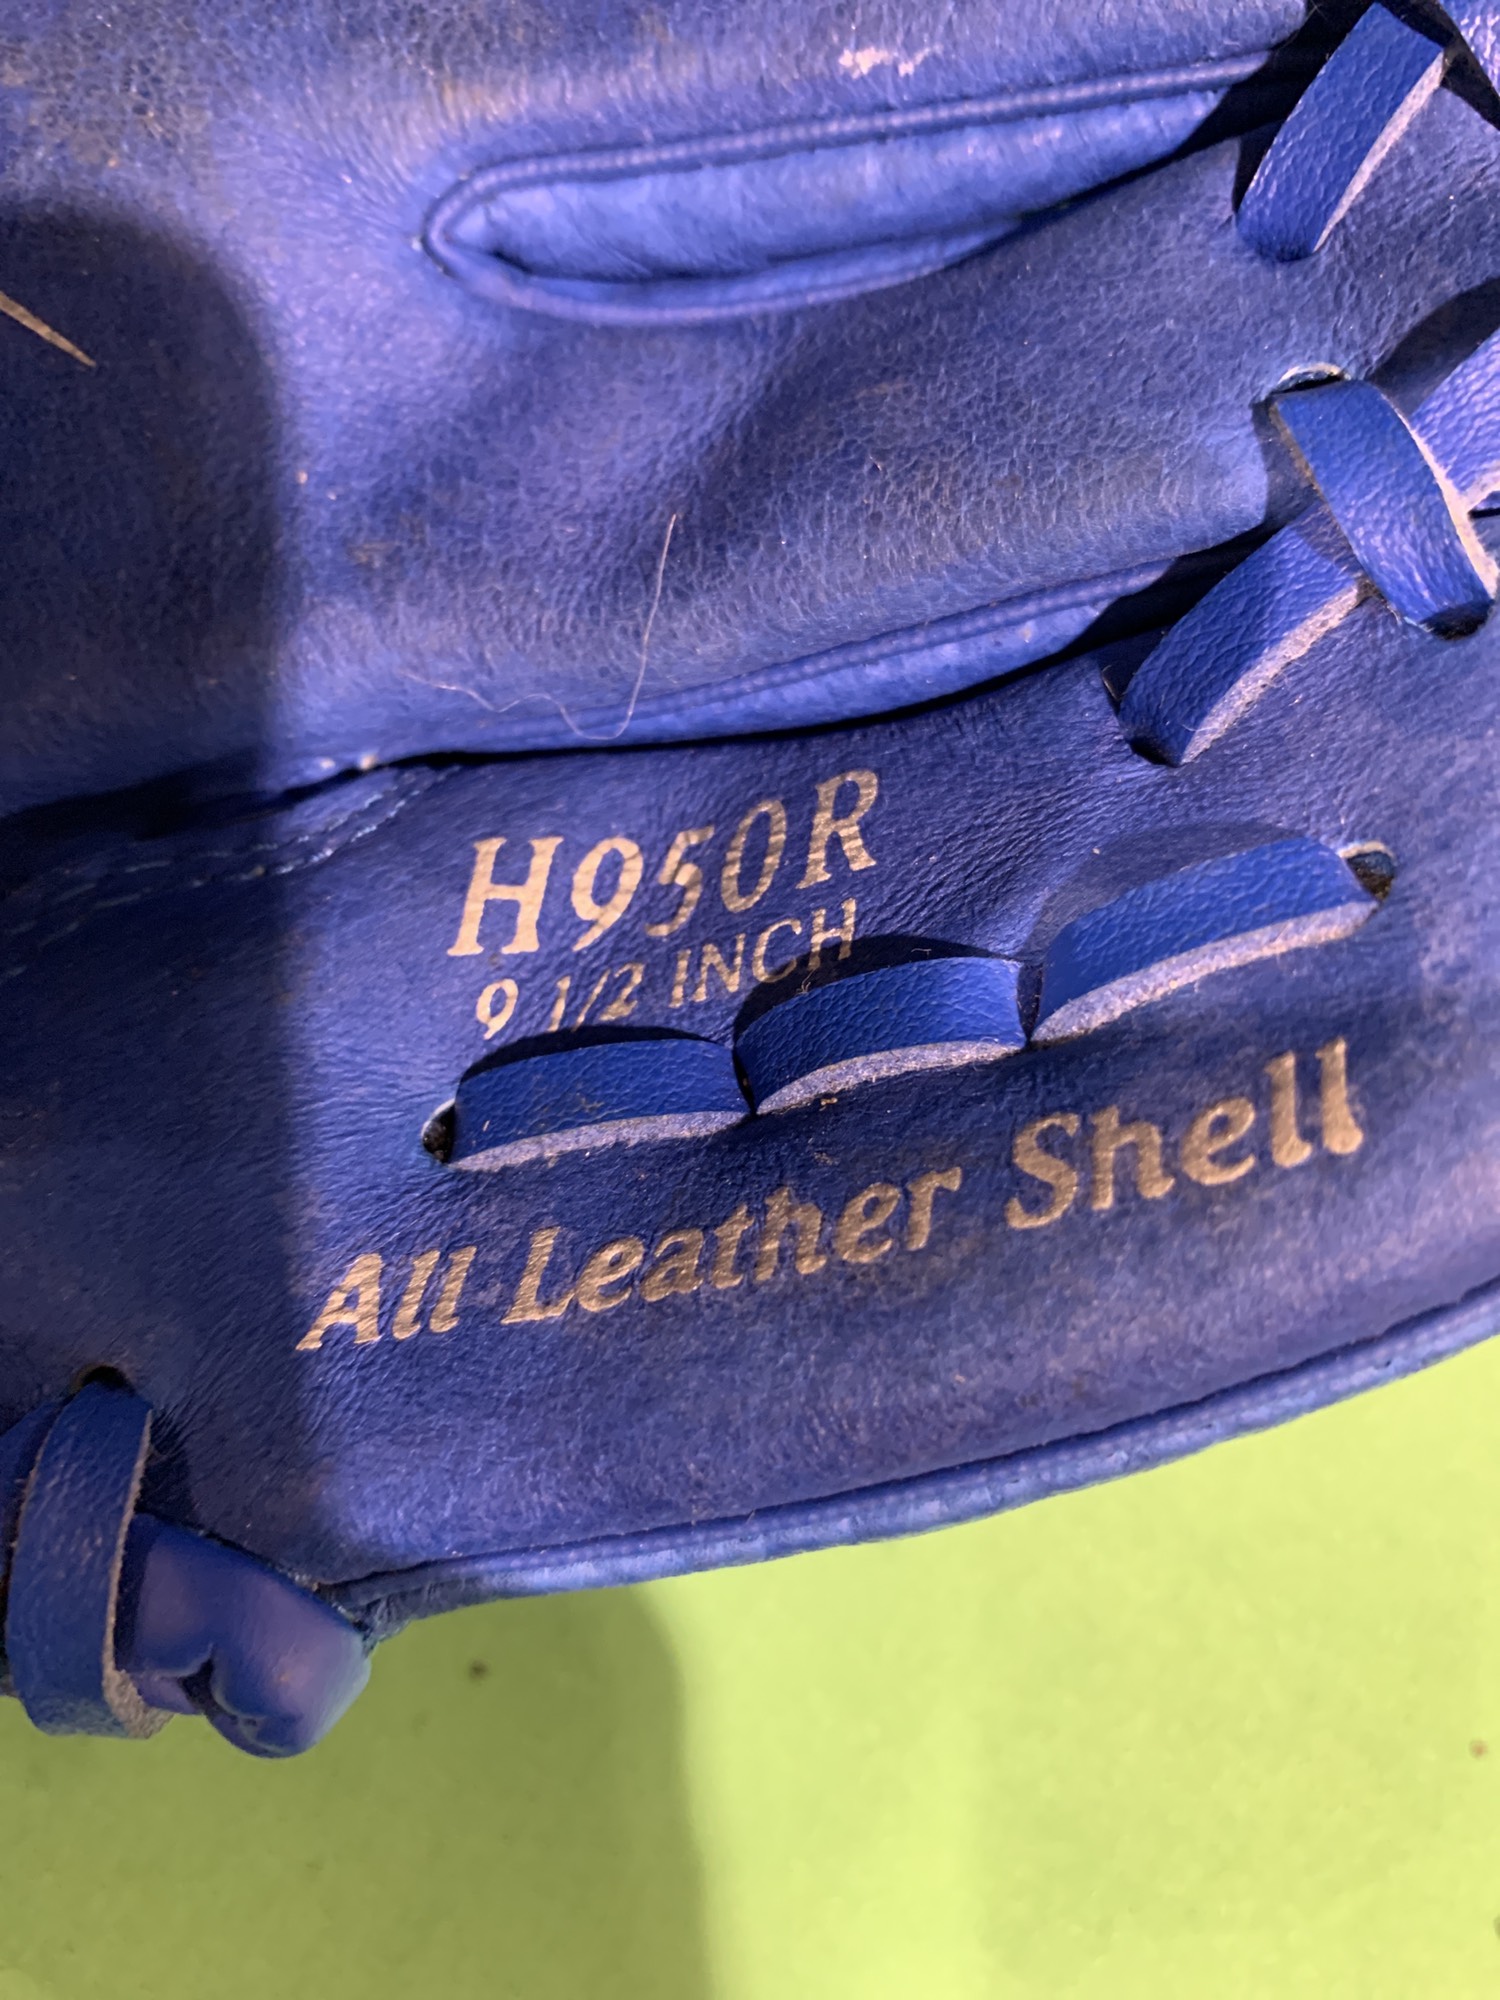 H950R
9 1/2 INCH
All Leather Shell